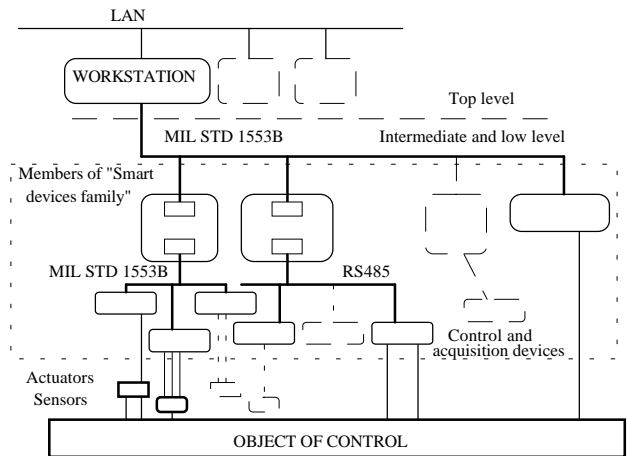 LAN
WORKSTATION
Top level
MIL STD 1553B
Intermediate and low level
Members of "Smart
devices family"
MIL STD 1553B
RS485
Control and
acquisition devices
Actuators
Sensors
OBJECT OF CONTROL